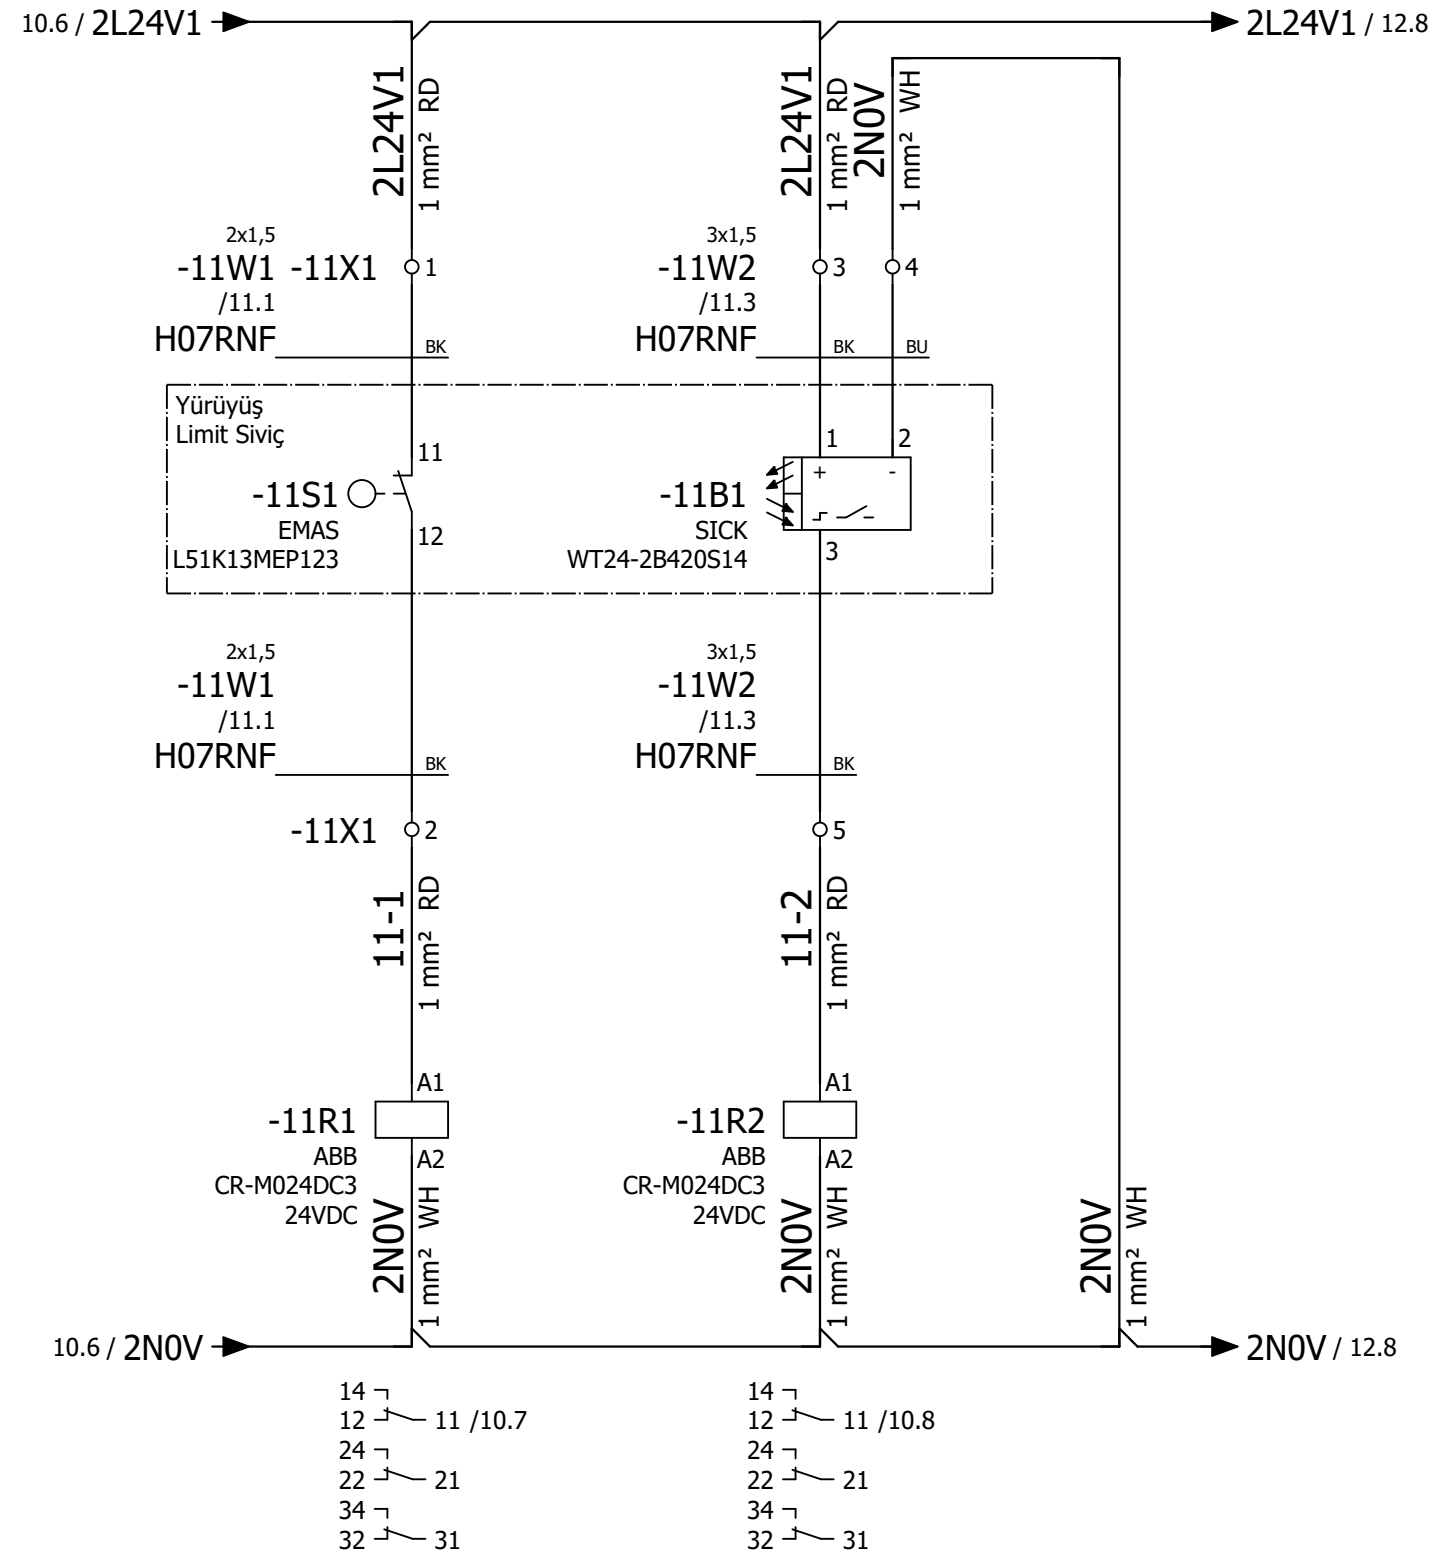 10.6 / 2L24V1
2L24V1 / 12.8
2L24V1
1 mm² RD
2L24V1
1 mm² RD
2N0V
1 mm² WH
2x1,5
-11W1 -11X1 1
/11.1
H07RNF
BK
3x1,5
-11W2 3 4
/11.3
H07RNF
BK BU
Yürüyüş
Limit Siviç
11
-11S1
EMAS
12
L51K13MEP123
1 2
+ -
-11B1
SICK
3
WT24-2B420S14
2x1,5
-11W1
/11.1
H07RNF
BK
3x1,5
-11W2
/11.3
H07RNF
BK
-11X1 2
5
11-1
1 mm² RD
11-2
1 mm² RD
A1
-11R1
ABB
A2
CR-M024DC3
24VDC
A1
-11R2
ABB
A2
CR-M024DC3
24VDC
2N0V
1 mm² WH
2N0V
1 mm² WH
2N0V
1 mm² WH
10.6 / 2N0V
2N0V / 12.8
14
12 11 /10.7
24
22 21
34
32 31
14
12 11 /10.8
24
22 21
34
32 31